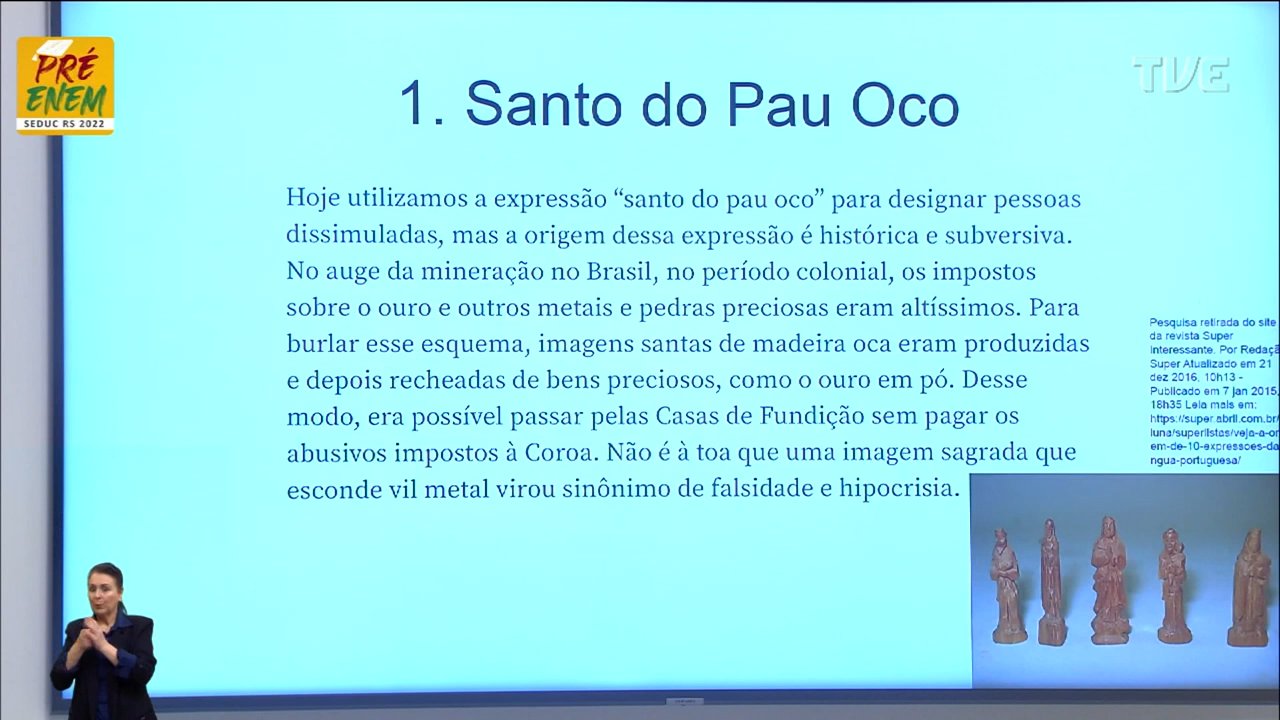 PRÉ
ENEM
SEDUC RS 2022
TVE
1. Santo do Pau Oco
Hoje utilizamos a expressão “santo do pau oco” para designar pessoas
dissimuladas, mas a origem dessa expressão é histórica e subversiva.
No auge da mineração no Brasil, no período colonial, os impostos
sobre o ouro e outros metais e pedras preciosas eram altíssimos. Para
burlar esse esquema, imagens santas de madeira oca eram produzidas
e depois recheadas de bens preciosos, como o ouro em pó. Desse
modo, era possível passar pelas Casas de Fundição sem pagar os
abusivos impostos à Coroa. Não é à toa que uma imagem sagrada que
esconde vil metal virou sinônimo de falsidade e hipocrisia.
Pesquisa retirada do site
da revista Super
Interessante. Por Redaçã
Super Atualizado em 21
dez 2016, 10h13 -
Publicado em 7 jan 2015,
18h35 Leia mais em:
https://super.abril.com.br/
luna/superlistas/veja-a-or
em-de-10-expressoes-da
ngua-portuguesa/